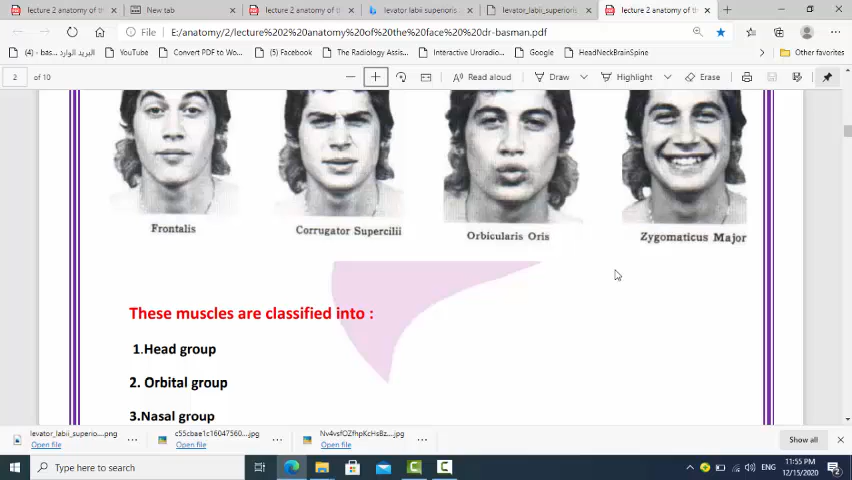 lecture 2 anatomy of the
New tab
lecture 2 anatomy of th
levator labii superioris
levator_labii_superioris
lecture 2 anatomy of th
File
E:/anatomy/2/lecture%202%20anatomy%20of%20the%20face%20%20dr-basman.pdf
YouTube
Convert PDF to Wo...
(5) Facebook
The Radiology Assis...
Interactive Uroradio...
Google
HeadNeckBrainSpine
Other favorites
2
of 10
Read aloud
Draw
Highlight
Erase
Frontalis
Corrugator Supercilii
Orbicularis Oris
Zygomaticus Major
These muscles are classified into :
1.Head group
2. Orbital group
3.Nasal group
levator_labii_superio....png
Open file
c55cbae1c16047560....jpg
Open file
Nv4vsfOZfhpKcHsBz....jpg
Open file
Show all
Type here to search
ENG
11:55 PM
12/15/2020
2